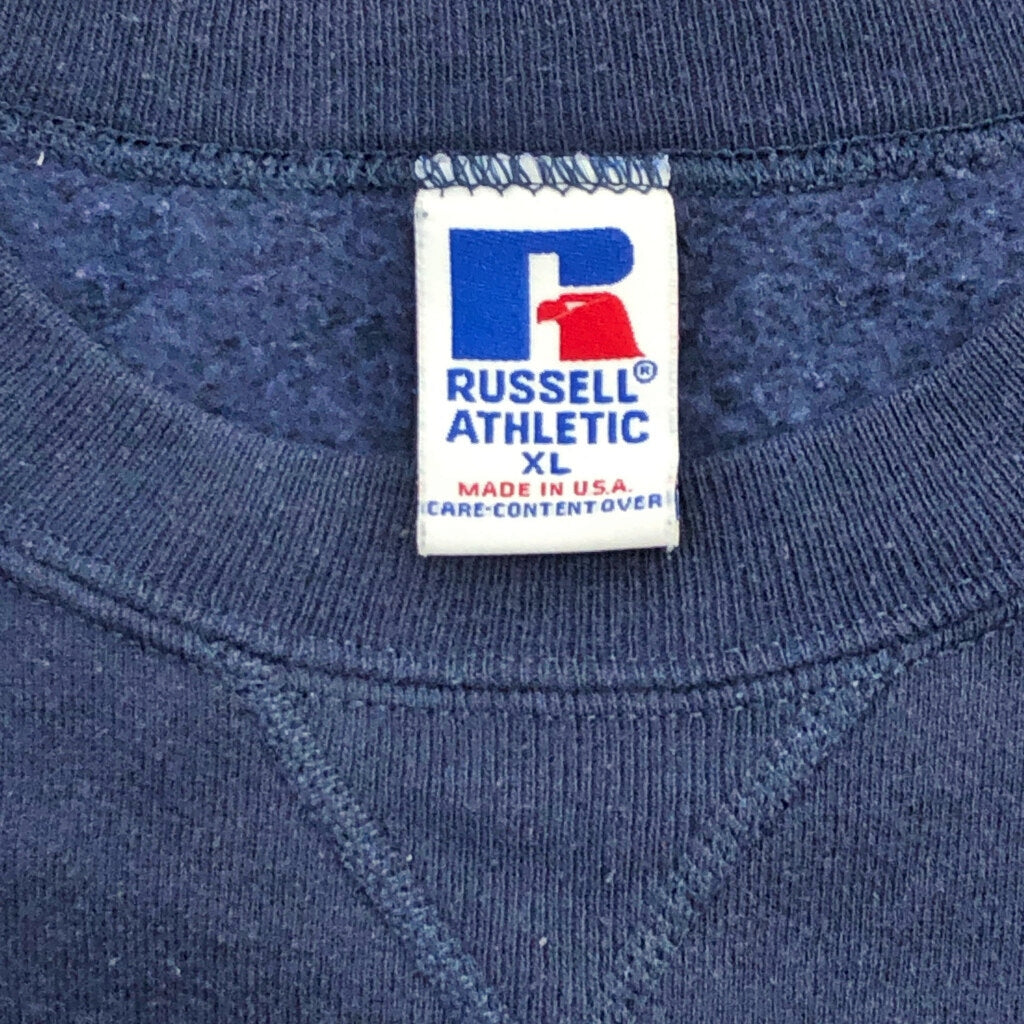 RUSSELL®
ATHLETIC
XL
MADE IN U.S.A.
CARE-CONTENT OVER